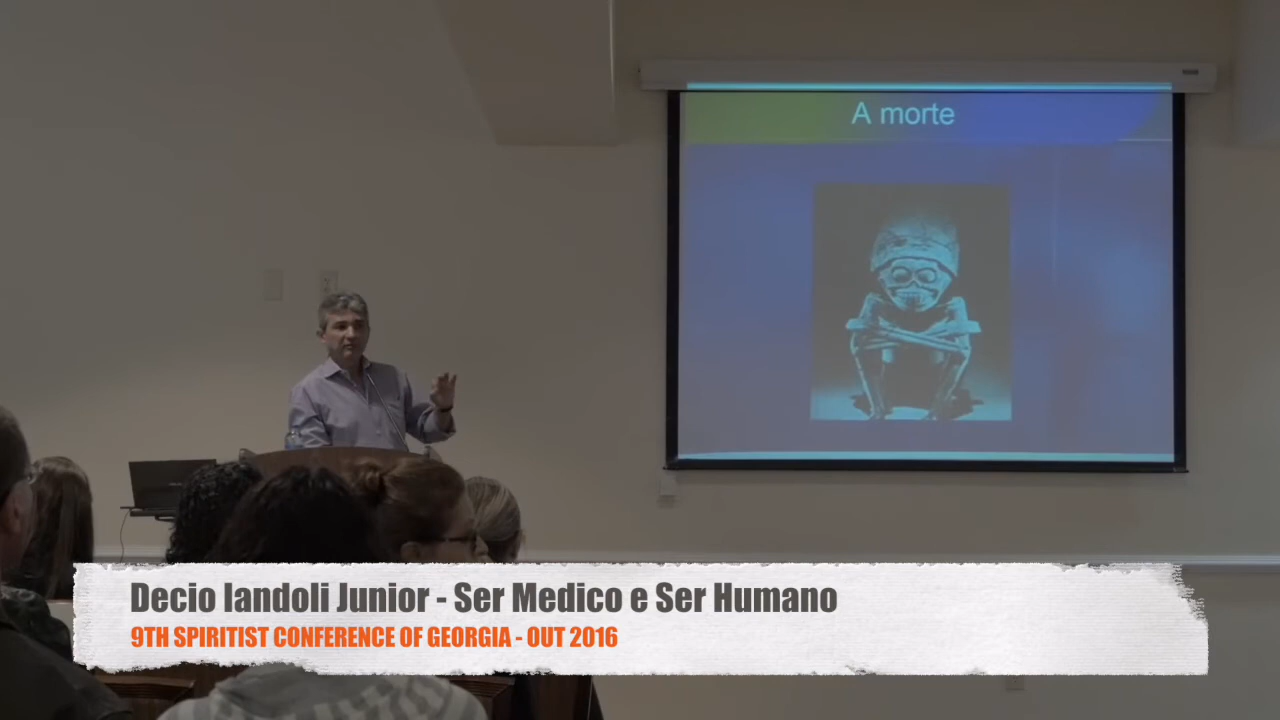 A morte
Decio Iandoli Junior - Ser Medico e Ser Humano
9TH SPIRITIST CONFERENCE OF GEORGIA - OUT 2016